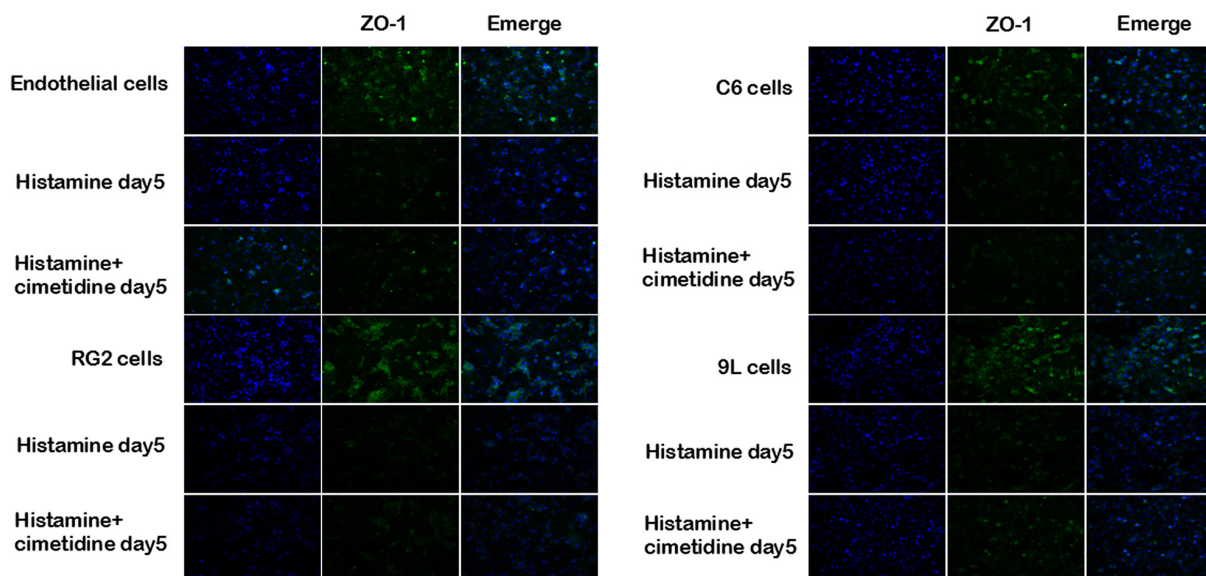 ZO-1 Emerge
Endothelial cells
Histamine day5
Histamine+
cimetidine day5
RG2 cells
Histamine day5
Histamine+
cimetidine day5
ZO-1 Emerge
C6 cells
Histamine day5
Histamine+
cimetidine day5
9L cells
Histamine day5
Histamine+
cimetidine day5